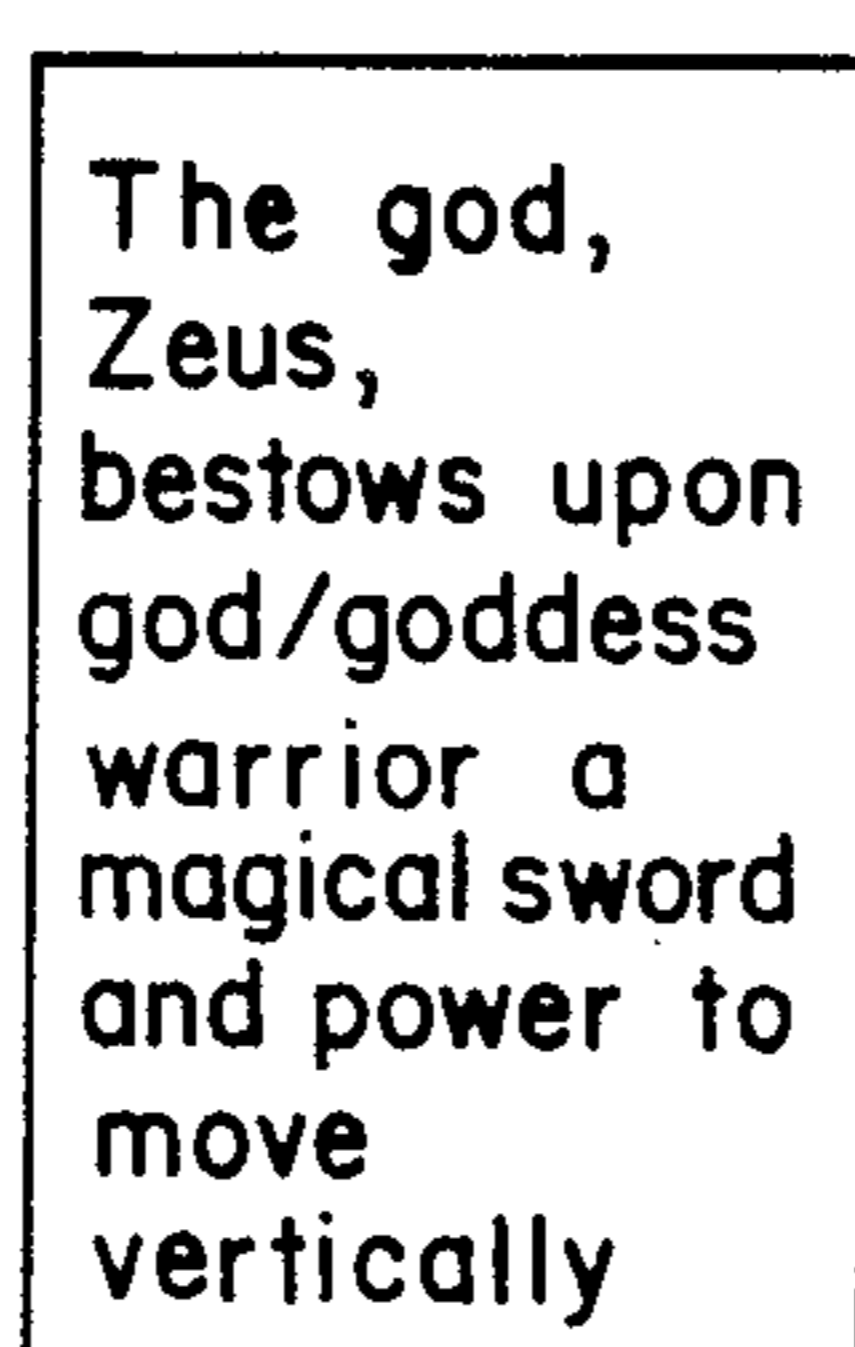 The god,
Zeus,
bestows upon
god/goddess
warrior a
magical sword
and power to
move
vertically